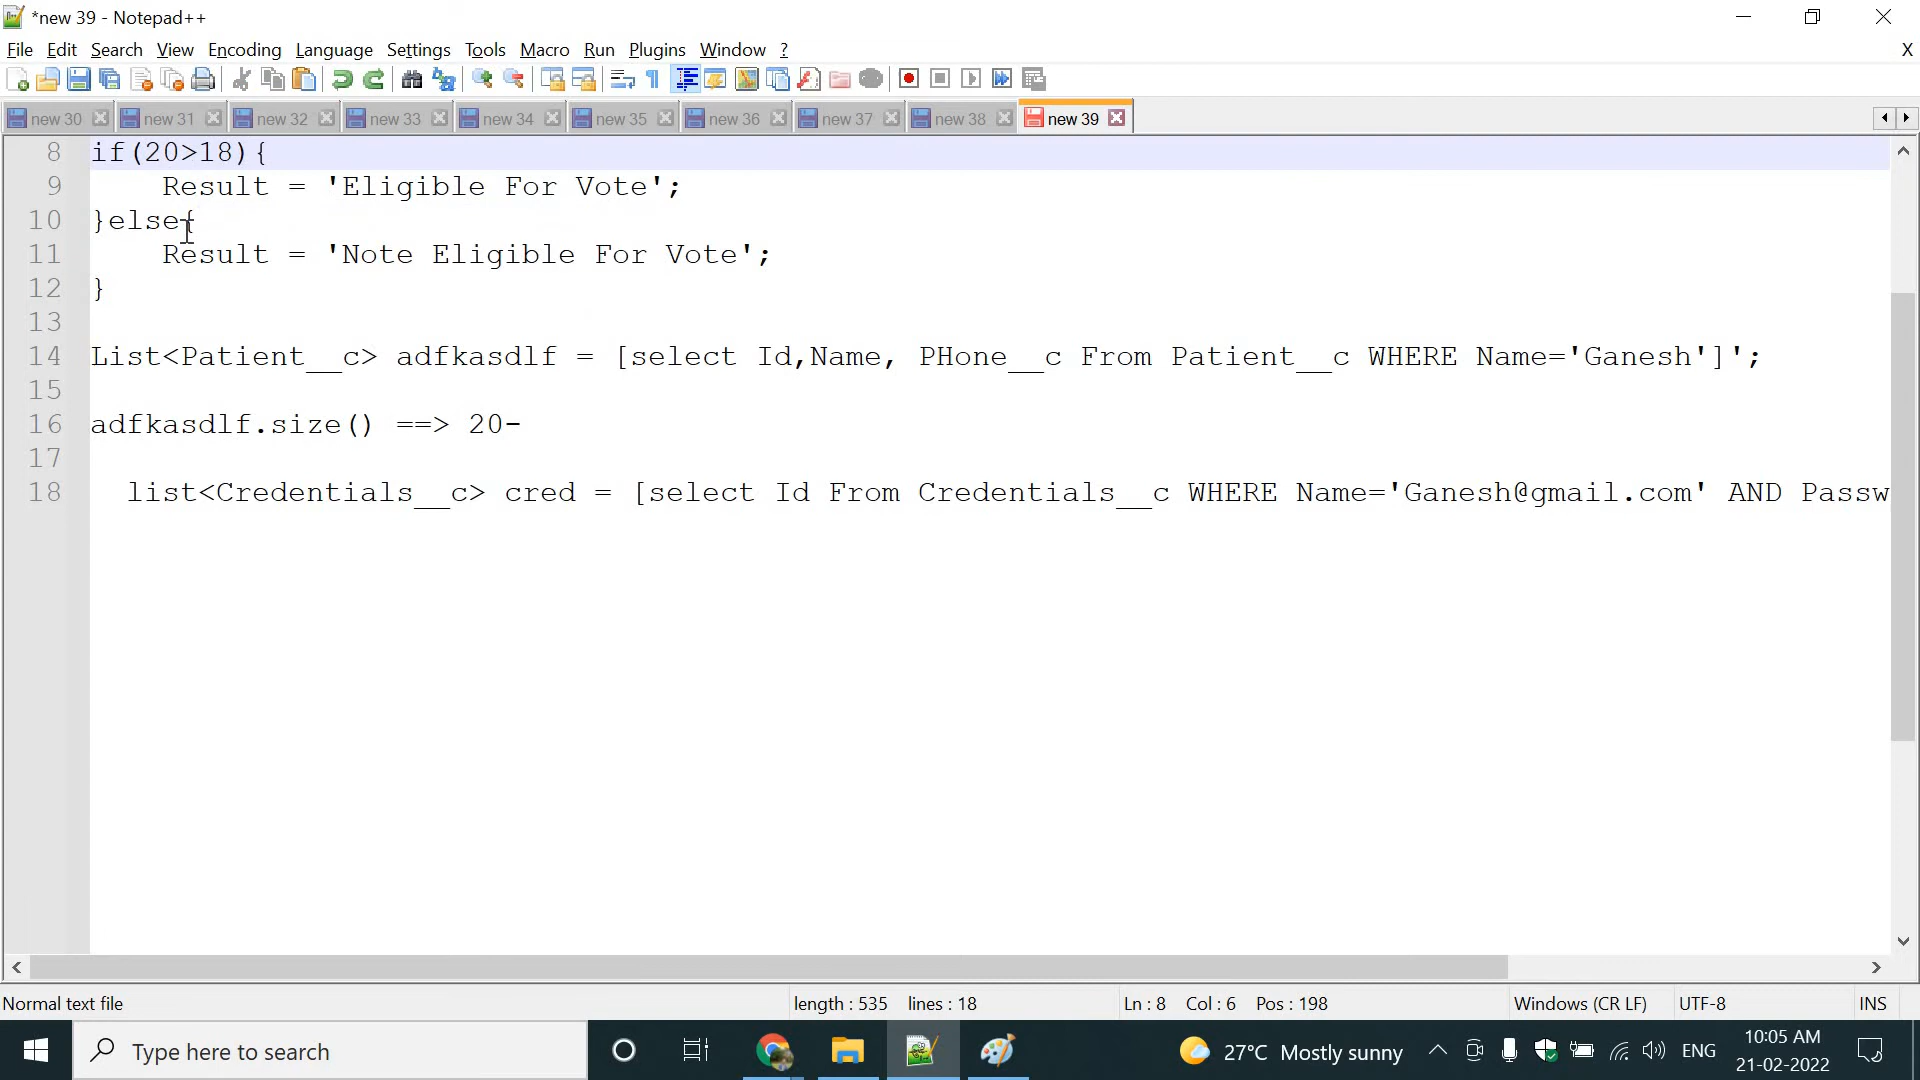 *new 39 - Notepad++
File Edit Search View Encoding Language Settings Tools Macro Run Plugins Window ? X
new 30 new 31 new 32 new 33 new 34 new 35 new 36 new 37 new 38 new 39
8 if(20>18){
9 Result = 'Eligible For Vote';
10 }else{
11 Result = 'Note Eligible For Vote';
12 }
13
14 List<Patient__c> adfkasdlf = [select Id,Name, PHone__c From Patient__c WHERE Name='Ganesh']';
15
16 adfkasdlf.size() ==> 20-
17
18 list<Credentials__c> cred = [select Id From Credentials__c WHERE Name='Ganesh@gmail.com' AND Passw
Normal text file length : 535 lines : 18 Ln : 8 Col : 6 Pos : 198 Windows (CR LF) UTF-8 INS
Type here to search 27°C Mostly sunny ENG 10:05 AM
21-02-2022